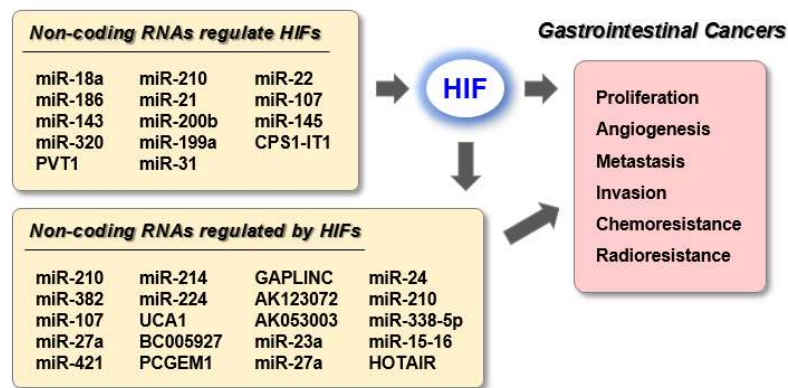 Non-coding RNAs regulate HIFs
miR-18a miR-210 miR-22
miR-186 miR-21 miR-107
miR-143 miR-200b miR-145
miR-320 miR-199a CPS1-IT1
PVT1 miR-31
HIF
Gastrointestinal Cancers
Proliferation
Angiogenesis
Metastasis
Invasion
Chemoresistance
Radioresistance
Non-coding RNAs regulated by HIFs
miR-210 miR-214 GAPLINC miR-24
miR-382 miR-224 AK123072 miR-210
miR-107 UCA1 AK053003 miR-338-5p
miR-27a BC005927 miR-23a miR-15-16
miR-421 PCGEM1 miR-27a HOTAIR